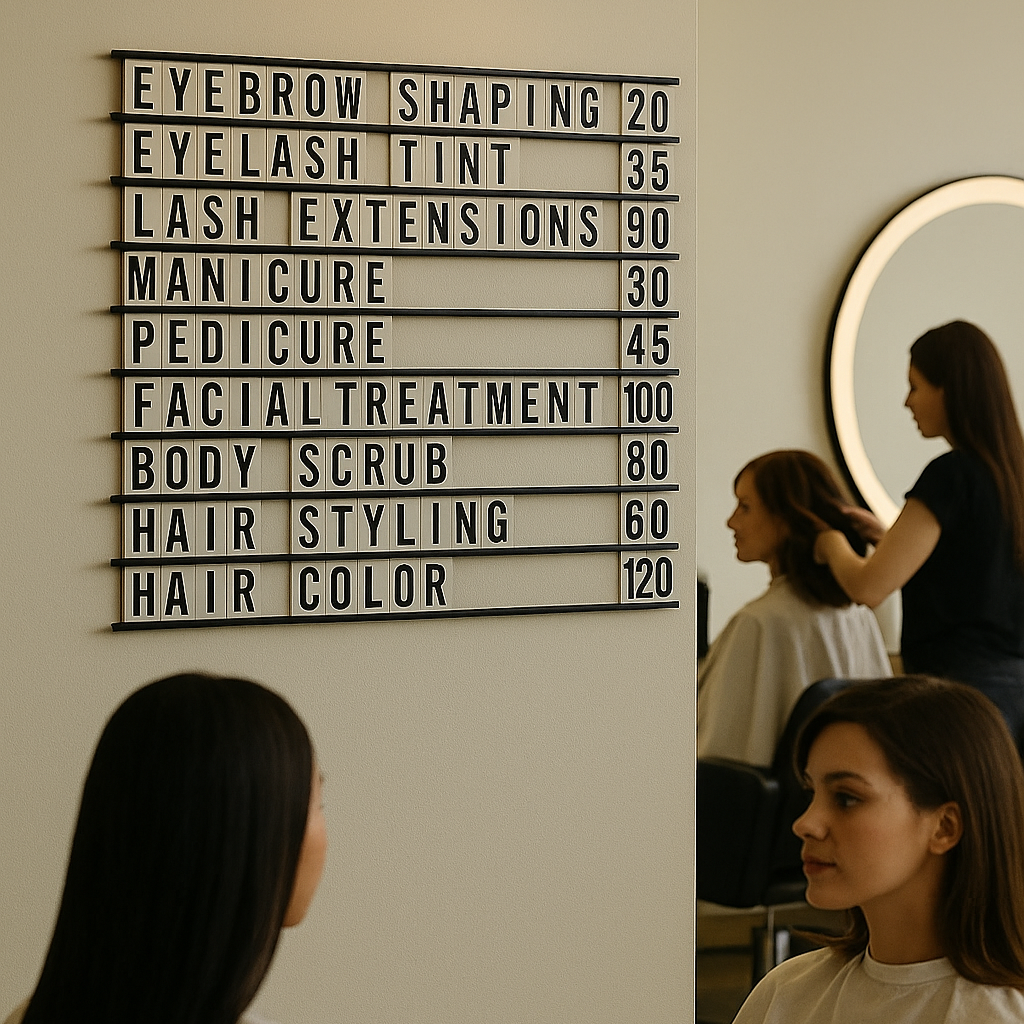 EYEBROW SHAPING 20
EYELASH TINT 35
LASH EXTENSIONS 90
MANICURE 30
PEDICURE 45
FACIALTREATMENT 100
BODY SCRUB 80
HAIR STYLING 60
HAIR COLOR 120